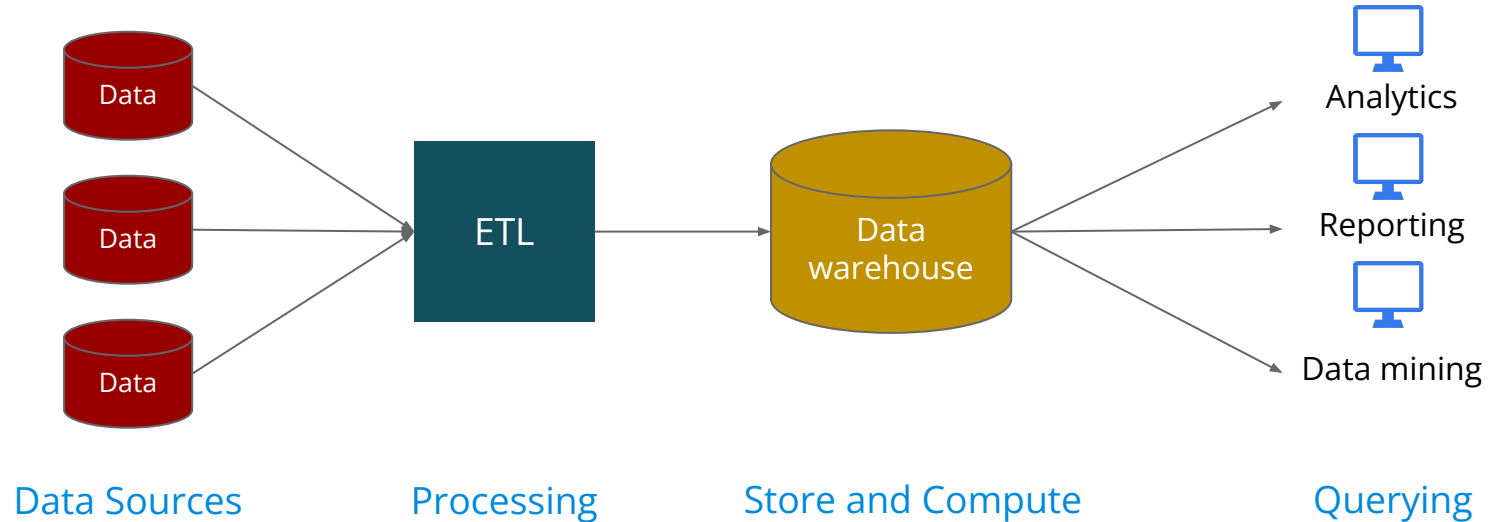 Data
Data
Data
ETL
Data
warehouse
Analytics
Reporting
Data mining
Data Sources
Processing
Store and Compute
Querying